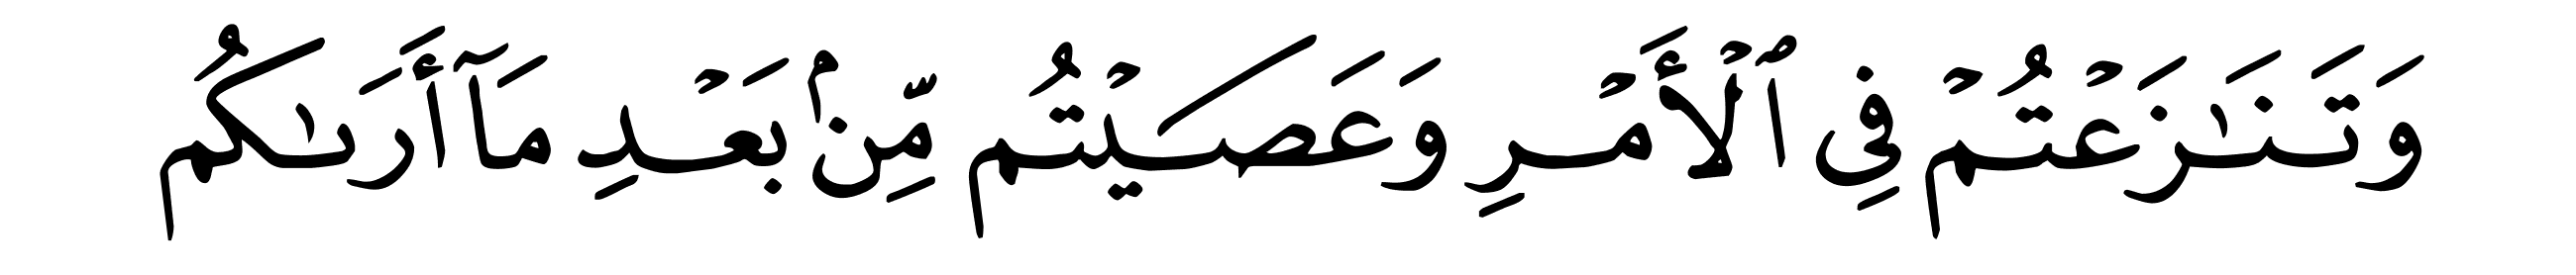 وَتَنَـٰزَعْتُمْ فِى ٱلْأَمْرِ وَعَصَيْتُم مِّنۢ بَعْدِ مَآ أَرَىٰكُم